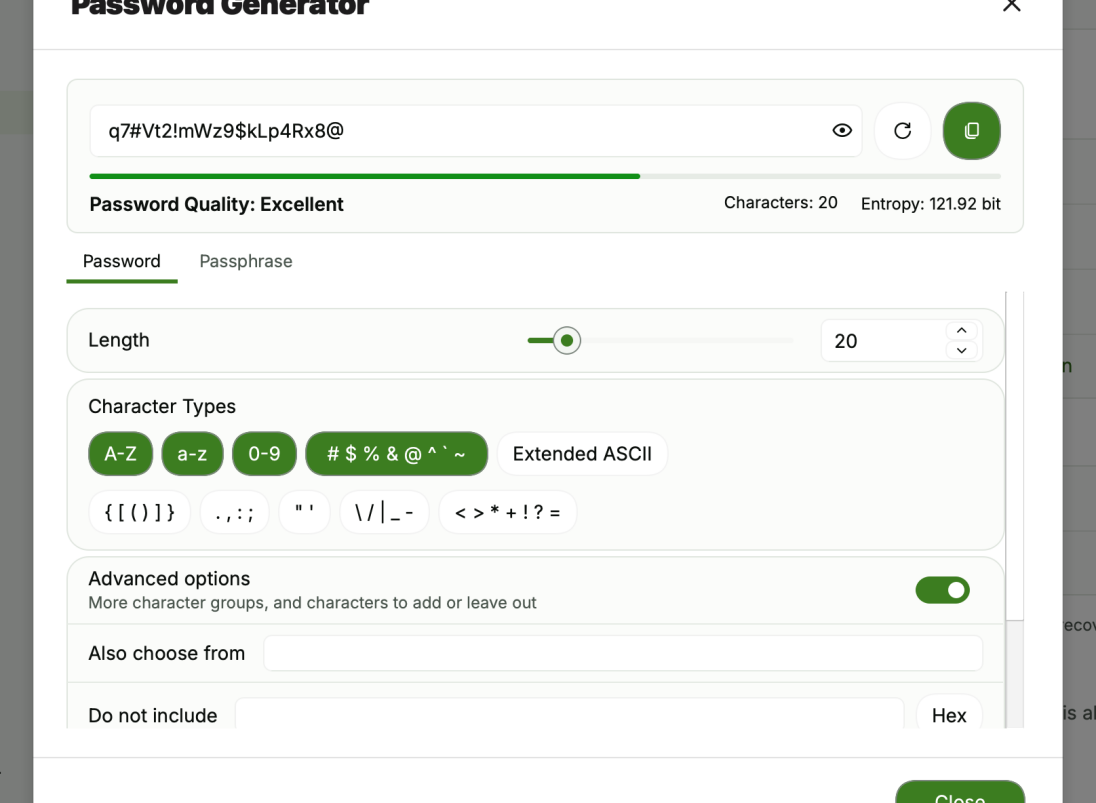 Password Generator
q7#Vt2!mWz9$kLp4Rx8@
Password Quality: Excellent Characters: 20 Entropy: 121.92 bit
Password Passphrase
Length 20
Character Types
A-Z a-z 0-9 # $ % & @ ^ ` ~ Extended ASCII
{ [ ( ) ] } . , : ; " ' \ / | _ - < > * + ! ? =
Advanced options
More character groups, and characters to add or leave out
Also choose from
Do not include Hex
Close